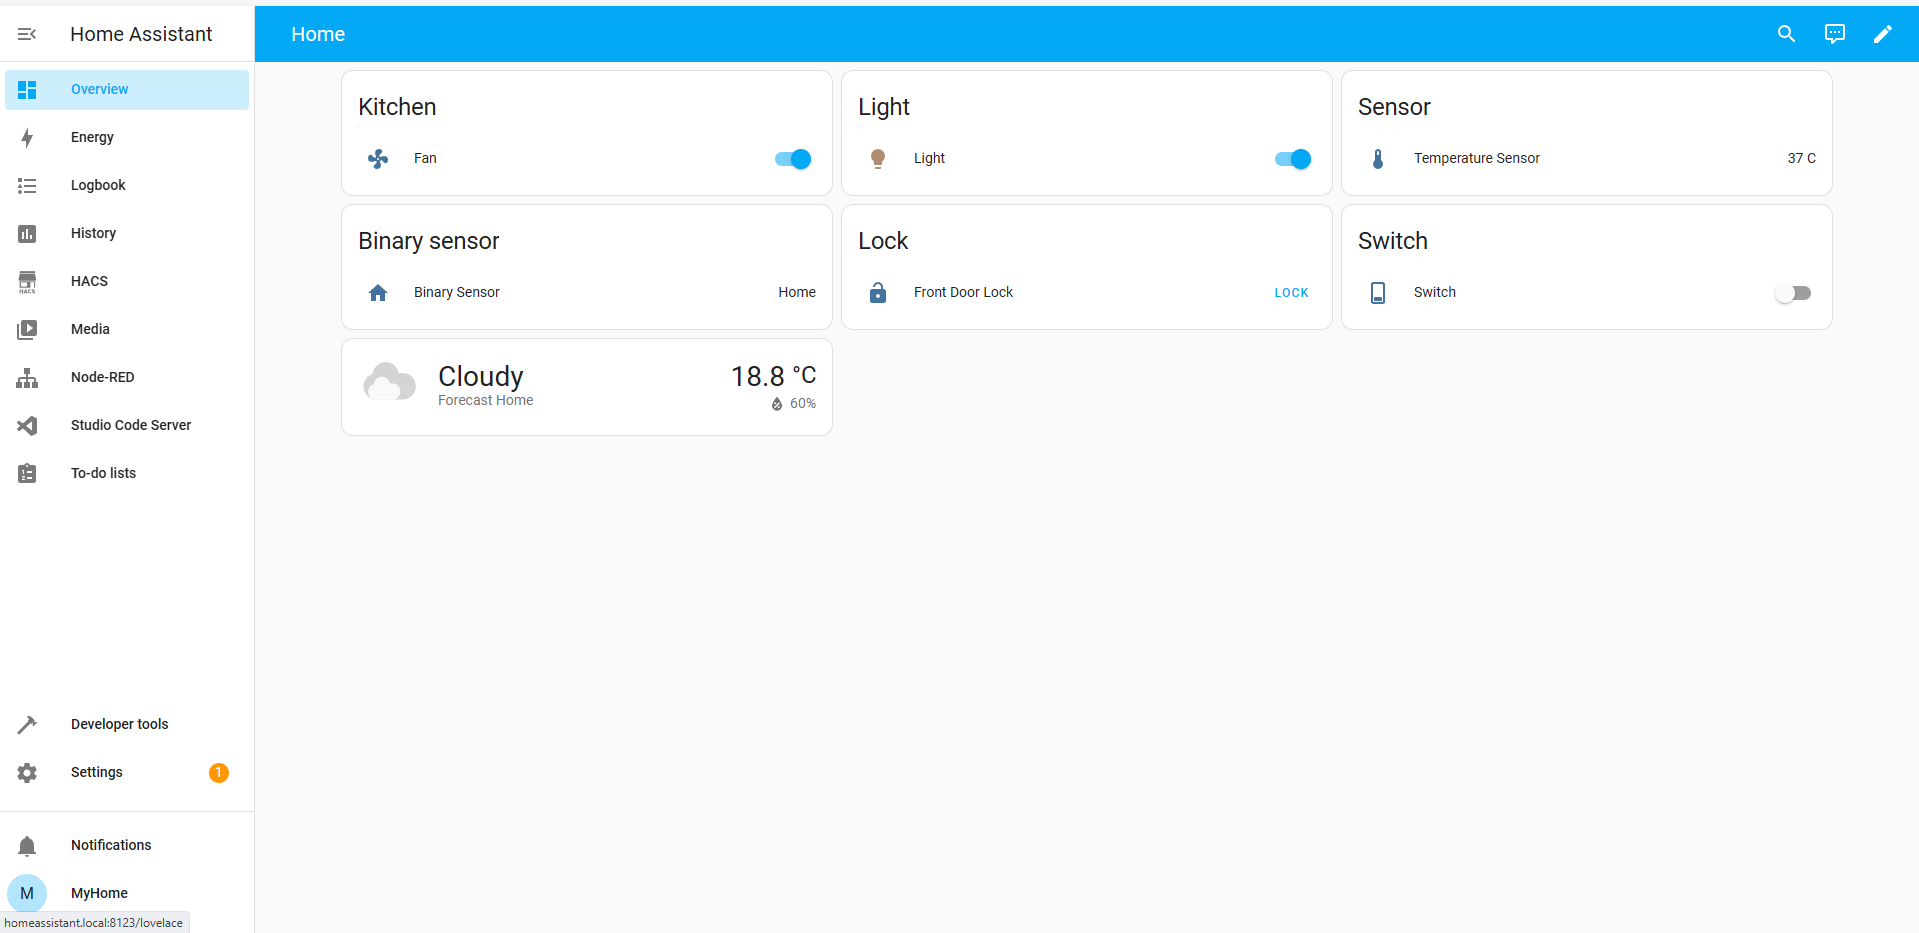 Home Assistant
Overview
Energy
Logbook
History
HACS
HACS
Media
Node-RED
Studio Code Server
To-do lists
Developer tools
Settings 1
Notifications
M MyHome
homeassistant.local:8123/lovelace
Home
Kitchen
Fan
Light
Light
Sensor
Temperature Sensor 37 C
Binary sensor
Binary Sensor Home
Lock
Front Door Lock LOCK
Switch
Switch
Cloudy 18.8 °C
Forecast Home 60%